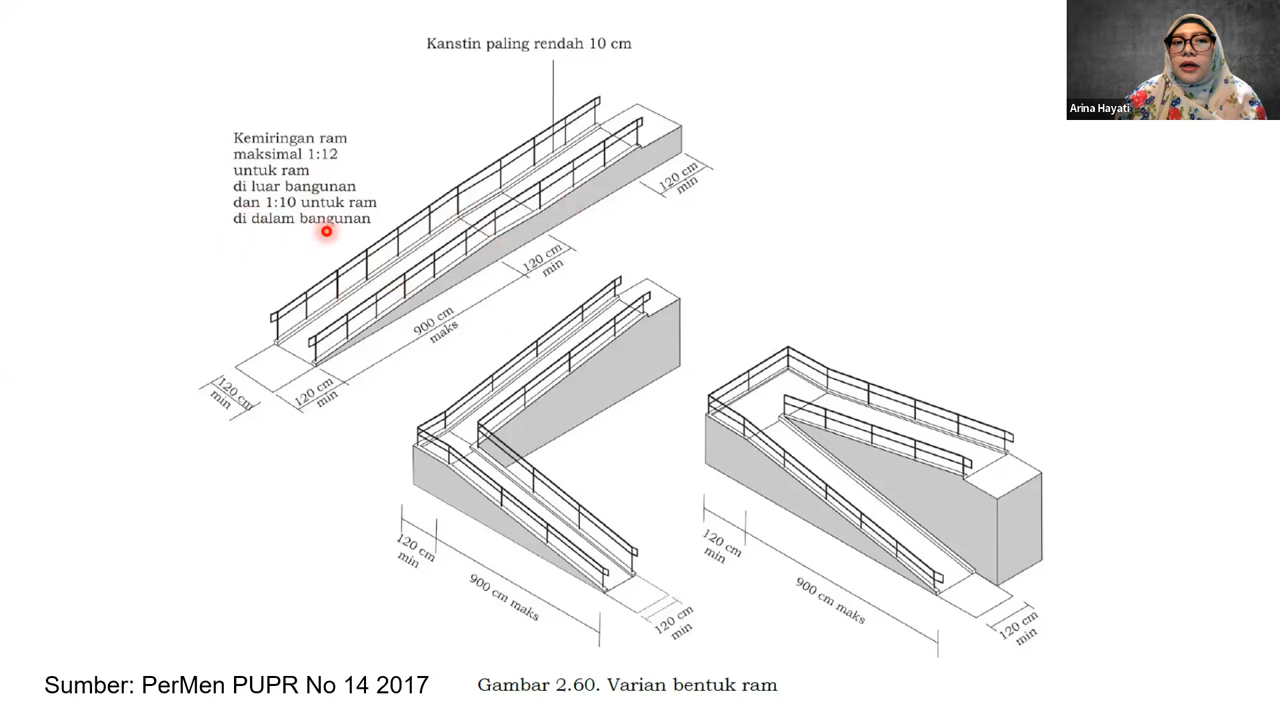 Kanstin paling rendah 10 cm
Arina Hayati
Kemiringan ram
maksimal 1:12
untuk ram
di luar bangunan
dan 1:10 untuk ram
di dalam bangunan
120 cm
min
120 cm
min
900 cm
maks
120 cm
min
120 cm
min
120 cm
min
900 cm maks
120 cm
min
120 cm
min
900 cm maks
120 cm
min
Sumber: PerMen PUPR No 14 2017
Gambar 2.60. Varian bentuk ram